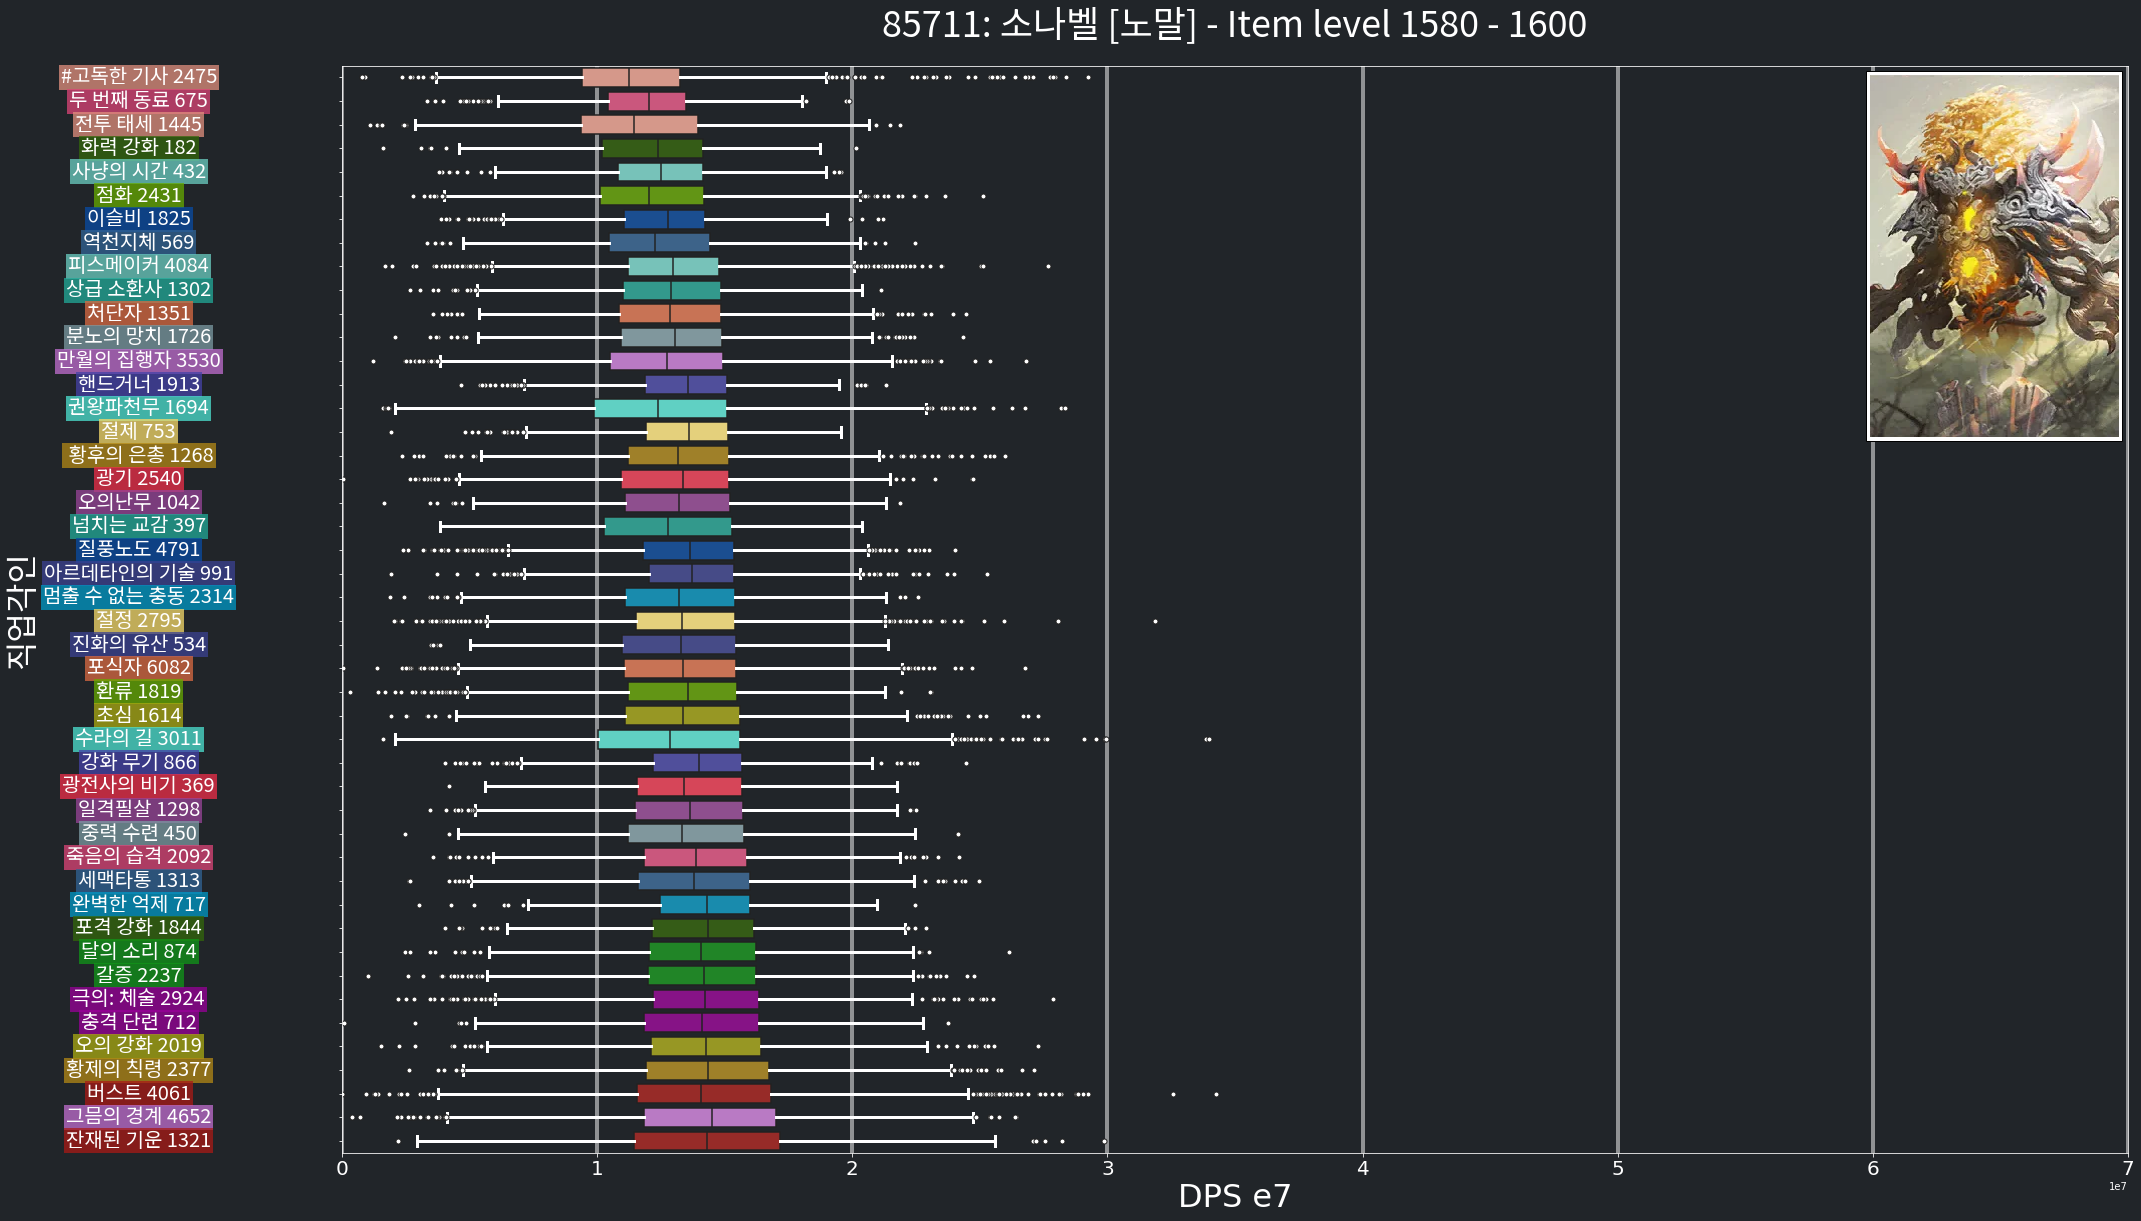 85711: 소나벨 [노말] - Item level 1580 - 1600
#고독한 기사 2475
두 번째 동료 675
전투 태세 1445
화력 강화 182
사냥의 시간 432
점화 2431
이슬비 1825
역천지체 569
피스메이커 4084
상급 소환사 1302
처단자 1351
분노의 망치 1726
만월의 집행자 3530
핸드거너 1913
권왕파천무 1694
절제 753
황후의 은총 1268
광기 2540
오의난무 1042
넘치는 교감 397
질풍노도 4791
아르데타인의 기술 991
멈출 수 없는 충동 2314
절정 2795
진화의 유산 534
포식자 6082
환류 1819
초심 1614
수라의 길 3011
강화 무기 866
광전사의 비기 369
일격필살 1298
중력 수련 450
죽음의 습격 2092
세맥타통 1313
완벽한 억제 717
포격 강화 1844
달의 소리 874
갈증 2237
극의: 체술 2924
충격 단련 712
오의 강화 2019
황제의 칙령 2377
버스트 4061
그믐의 경계 4652
잔재된 기운 1321
직업각인
0 1 2 3 4 5 6 7
DPS e7
1e7